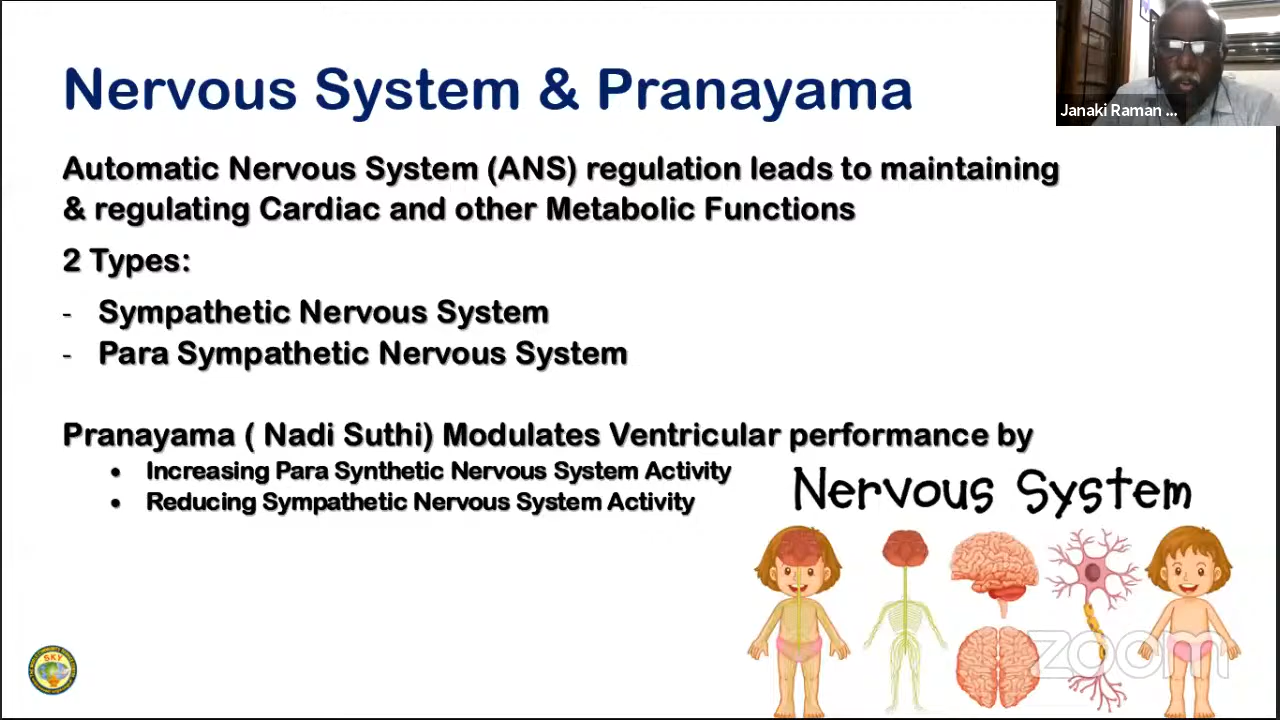 Nervous System & Pranayama
Janaki Raman ...
Automatic Nervous System (ANS) regulation leads to maintaining
& regulating Cardiac and other Metabolic Functions
2 Types:
- Sympathetic Nervous System
- Para Sympathetic Nervous System
Pranayama ( Nadi Suthi) Modulates Ventricular performance by
• Increasing Para Synthetic Nervous System Activity
• Reducing Sympathetic Nervous System Activity
Nervous System
SKY
zoom